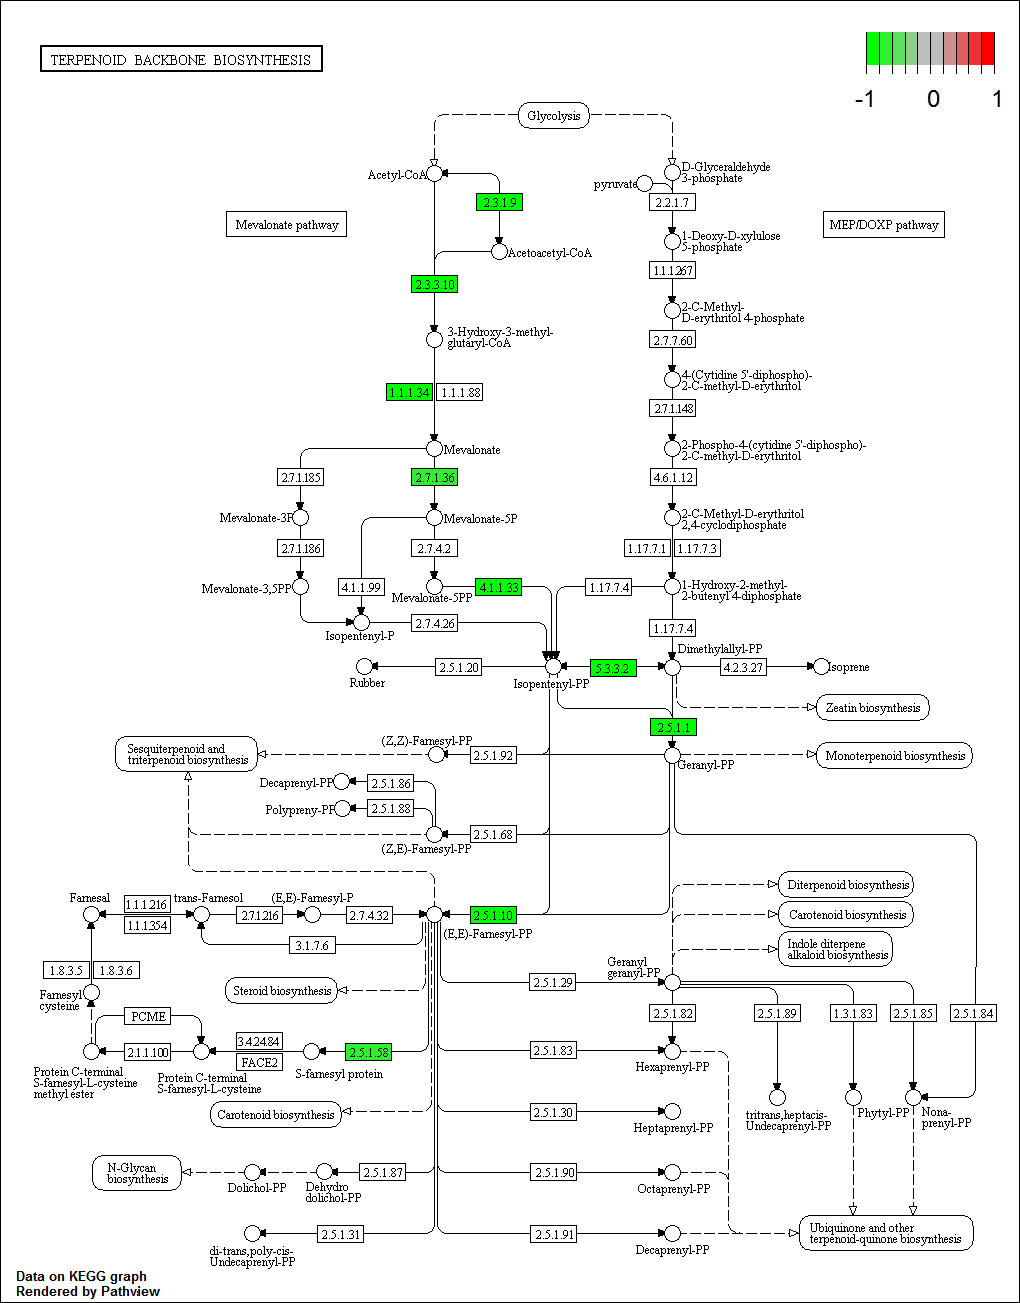 TERPENOID BACKBONE BIOSYNTHESIS
-1
0
1
Glycolysis
Acetyl-CoA
D-Glyceraldehyde
3-phosphate
pyruvate
2.3.1.9
2.2.1.7
Mevalonate pathway
MEP/DOXP pathway
1-Deoxy-D-xylulose
5-phosphate
Acetoacetyl-CoA
1.1.1.267
2.3.3.10
2-C-Methyl-
D-erythritol 4-phosphate
3-Hydroxy-3-methyl-
glutaryl-CoA
2.7.7.60
4-(Cytidine 5'-diphospho)-
2-C-methyl-D-erythritol
1.1.1.34
1.1.1.88
2.7.1.148
Mevalonate
2-Phospho-4-(cytidine 5'-diphospho)-
2-C-methyl-D-erythritol
2.7.1.185
2.7.1.36
4.6.1.12
Mevalonate-3P
Mevalonate-5P
2-C-Methyl-D-erythritol
2,4-cyclodiphosphate
2.7.1.186
2.7.4.2
1.17.7.1
1.17.7.3
Mevalonate-3,5PP
4.1.1.99
Mevalonate-5PP
4.1.1.33
1.17.7.4
1-Hydroxy-2-methyl-
2-butenyl 4-diphosphate
Isopentenyl-P
2.7.4.26
1.17.7.4
Dimethylallyl-PP
Rubber
2.5.1.20
Isopentenyl-PP
5.3.3.2
4.2.3.27
Isoprene
Zeatin biosynthesis
2.5.1.1
Sesquiterpenoid and
triterpenoid biosynthesis
(Z,Z)-Farnesyl-PP
2.5.1.92
Geranyl-PP
Monoterpenoid biosynthesis
Decaprenyl-PP
2.5.1.86
Polypreny-PP
2.5.1.88
2.5.1.68
(Z,E)-Farnesyl-PP
Diterpenoid biosynthesis
Farnesal
1.1.1.216
1.1.1.354
trans-Farnesol
2.7.1.216
(E,E)-Farnesyl-P
2.7.4.32
2.5.1.10
(E,E)-Farnesyl-PP
Carotenoid biosynthesis
3.1.7.6
Indole diterpene
alkaloid biosynthesis
1.8.3.5
1.8.3.6
Geranyl
geranyl-PP
Farnesyl
cysteine
Steroid biosynthesis
2.5.1.29
PCME
2.5.1.82
2.5.1.89
1.3.1.83
2.5.1.85
2.5.1.84
2.1.1.100
3.4.24.84
FACE2
2.5.1.58
2.5.1.83
Protein C-terminal
S-farnesyl-L-cysteine
methyl ester
Protein C-terminal
S-farnesyl-L-cysteine
S-farnesyl protein
Hexaprenyl-PP
Carotenoid biosynthesis
2.5.1.30
Heptaprenyl-PP
tritrans,heptacis-
Undecaprenyl-PP
Phytyl-PP
Nona-
prenyl-PP
N-Glycan
biosynthesis
Dolichol-PP
Dehydro
dolichol-PP
2.5.1.87
2.5.1.90
Octaprenyl-PP
2.5.1.31
di-trans,poly-cis-
Undecaprenyl-PP
2.5.1.91
Decaprenyl-PP
Ubiquinone and other
terpenoid-quinone biosynthesis
Data on KEGG graph
Rendered by Pathview